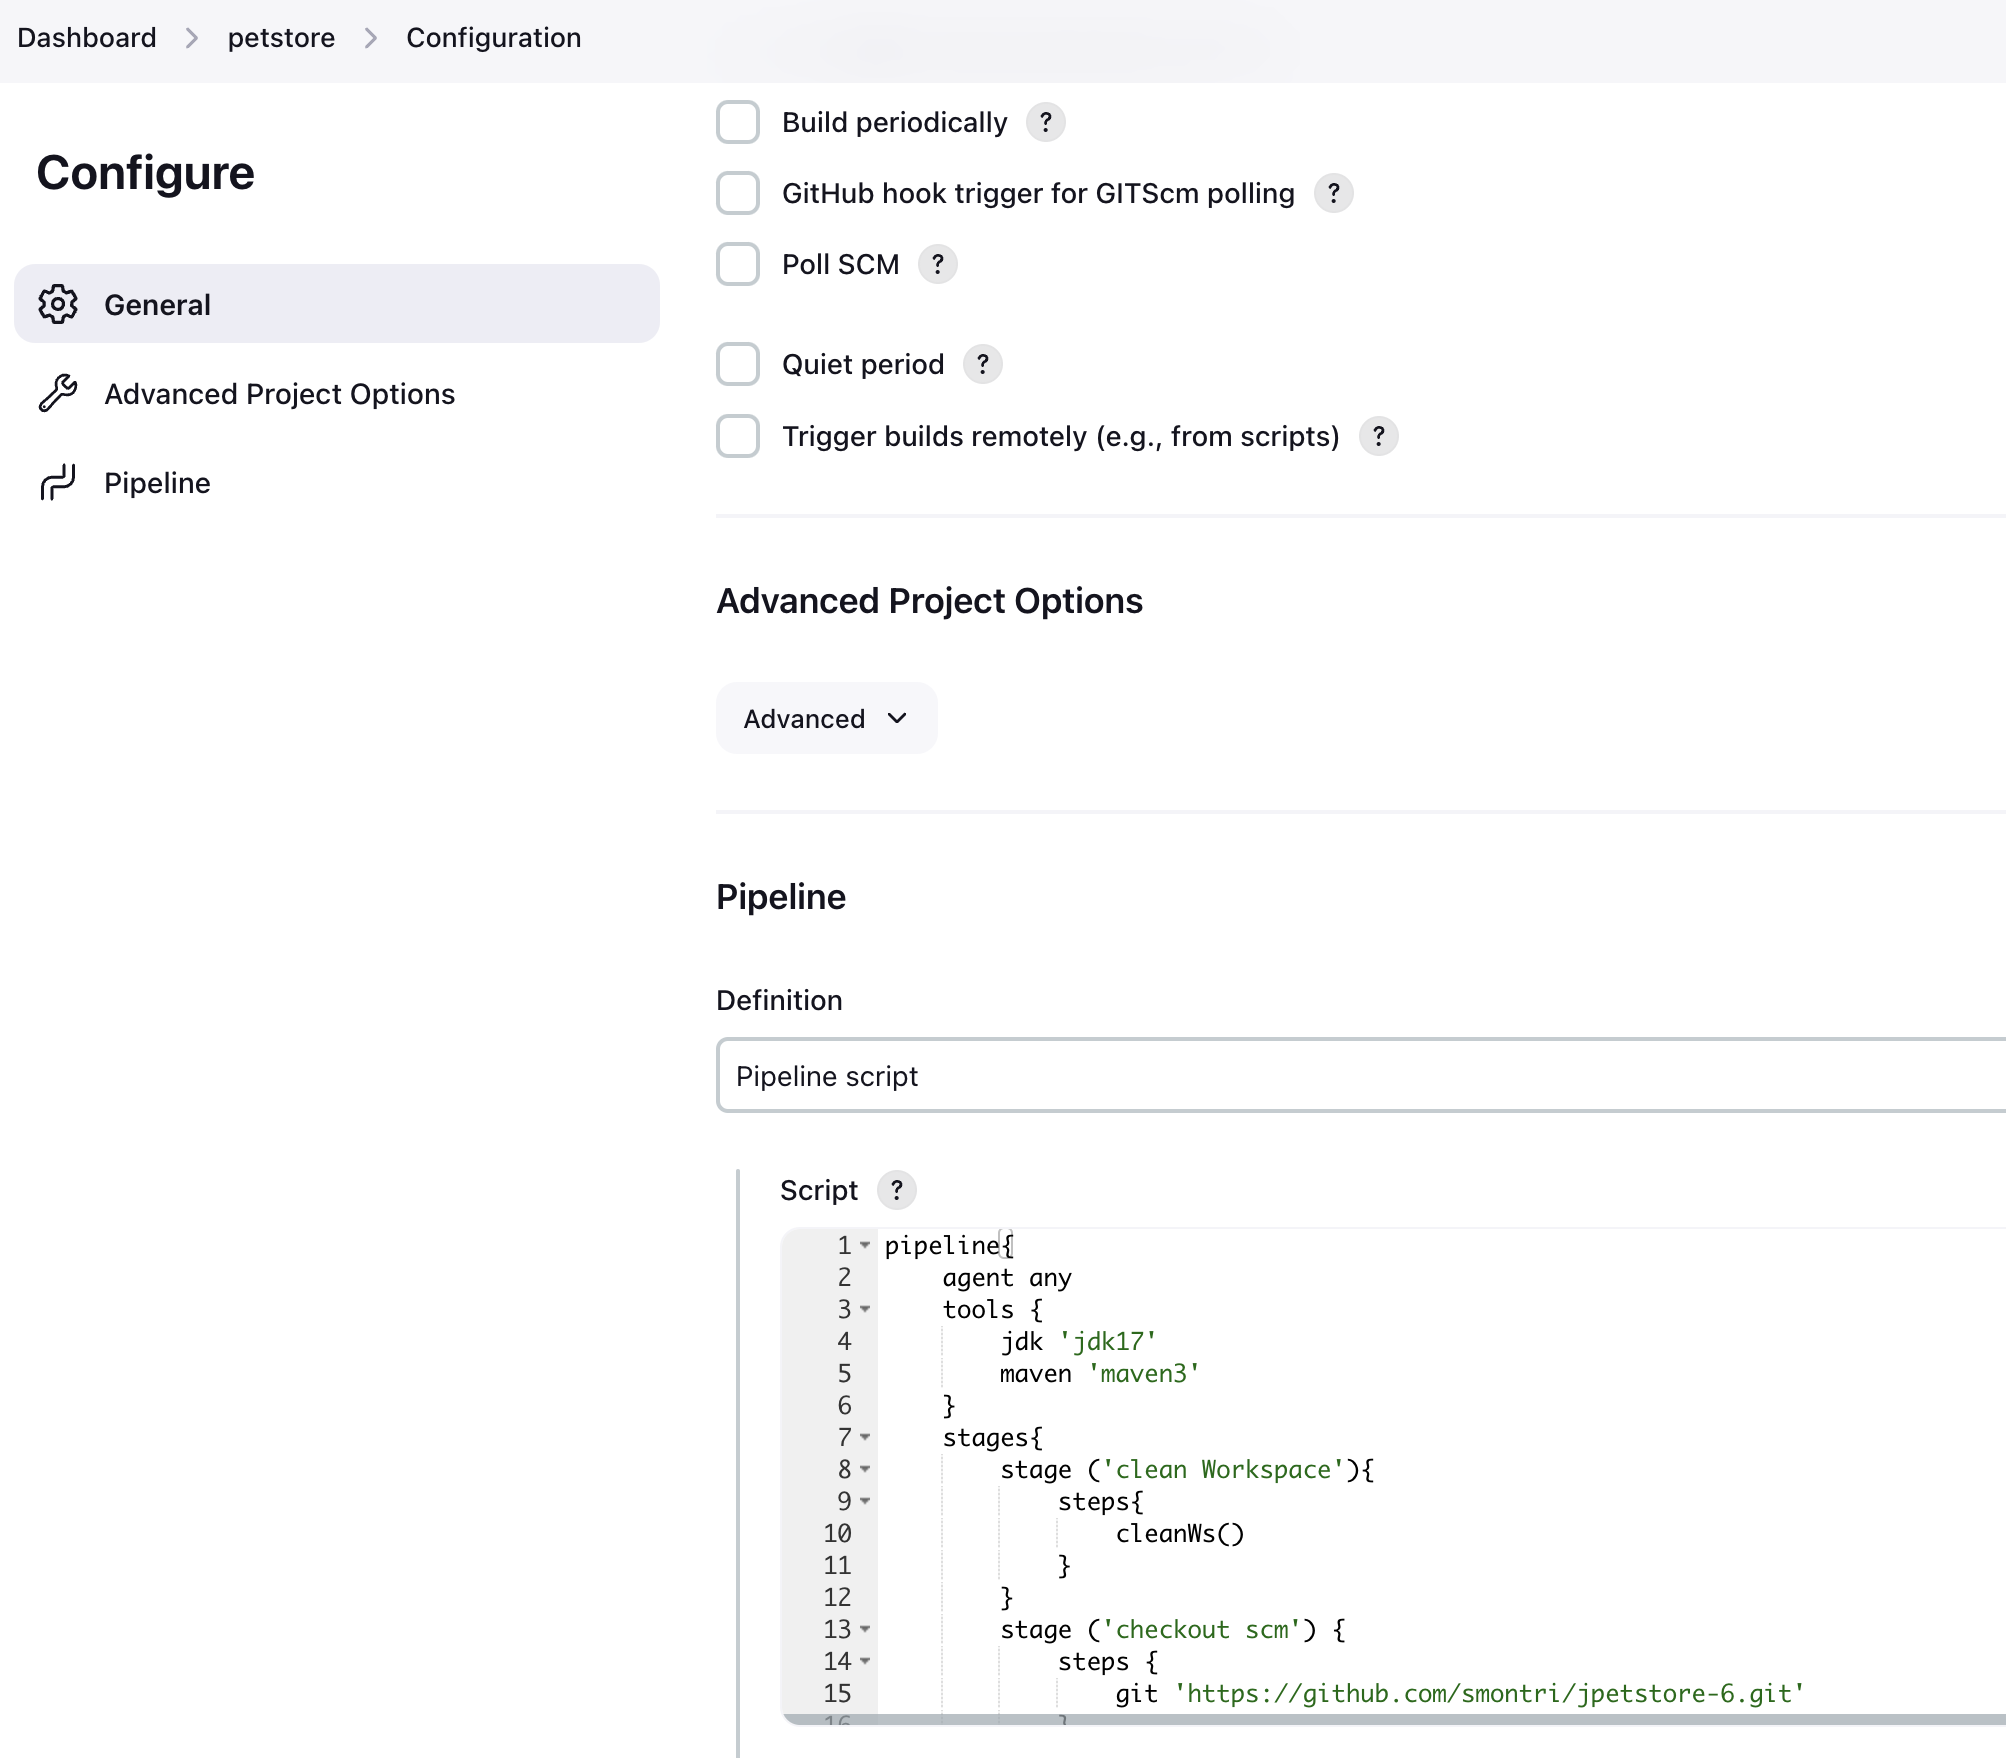 Dashboard > petstore > Configuration
Configure
General
Advanced Project Options
Pipeline
Build periodically ?
GitHub hook trigger for GITScm polling ?
Poll SCM ?
Quiet period ?
Trigger builds remotely (e.g., from scripts) ?
Advanced Project Options
Advanced
Pipeline
Definition
Pipeline script
Script ?
1 pipeline{
2     agent any
3     tools {
4         jdk 'jdk17'
5         maven 'maven3'
6     }
7     stages{
8         stage ('clean Workspace'){
9             steps{
10                 cleanWs()
11             }
12         }
13         stage ('checkout scm') {
14             steps {
15                 git 'https://github.com/smontri/jpetstore-6.git'
16             }